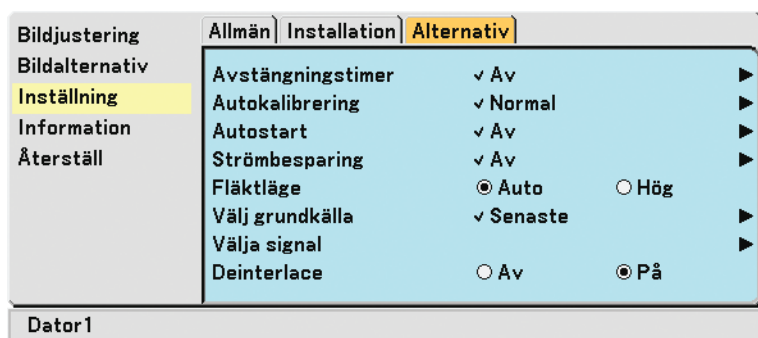 Bildjustering
Bildalternativ
Inställning
Information
Återställ
Allmän Installation Alternativ
Avstängningstimer ✓ Av ▶
Autokalibrering ✓ Normal ▶
Autostart ✓ Av ▶
Strömbesparing ✓ Av ▶
Fläktläge Auto Hög
Välj grundkälla ✓ Senaste ▶
Välja signal ▶
Deinterlace Av På
Dator1